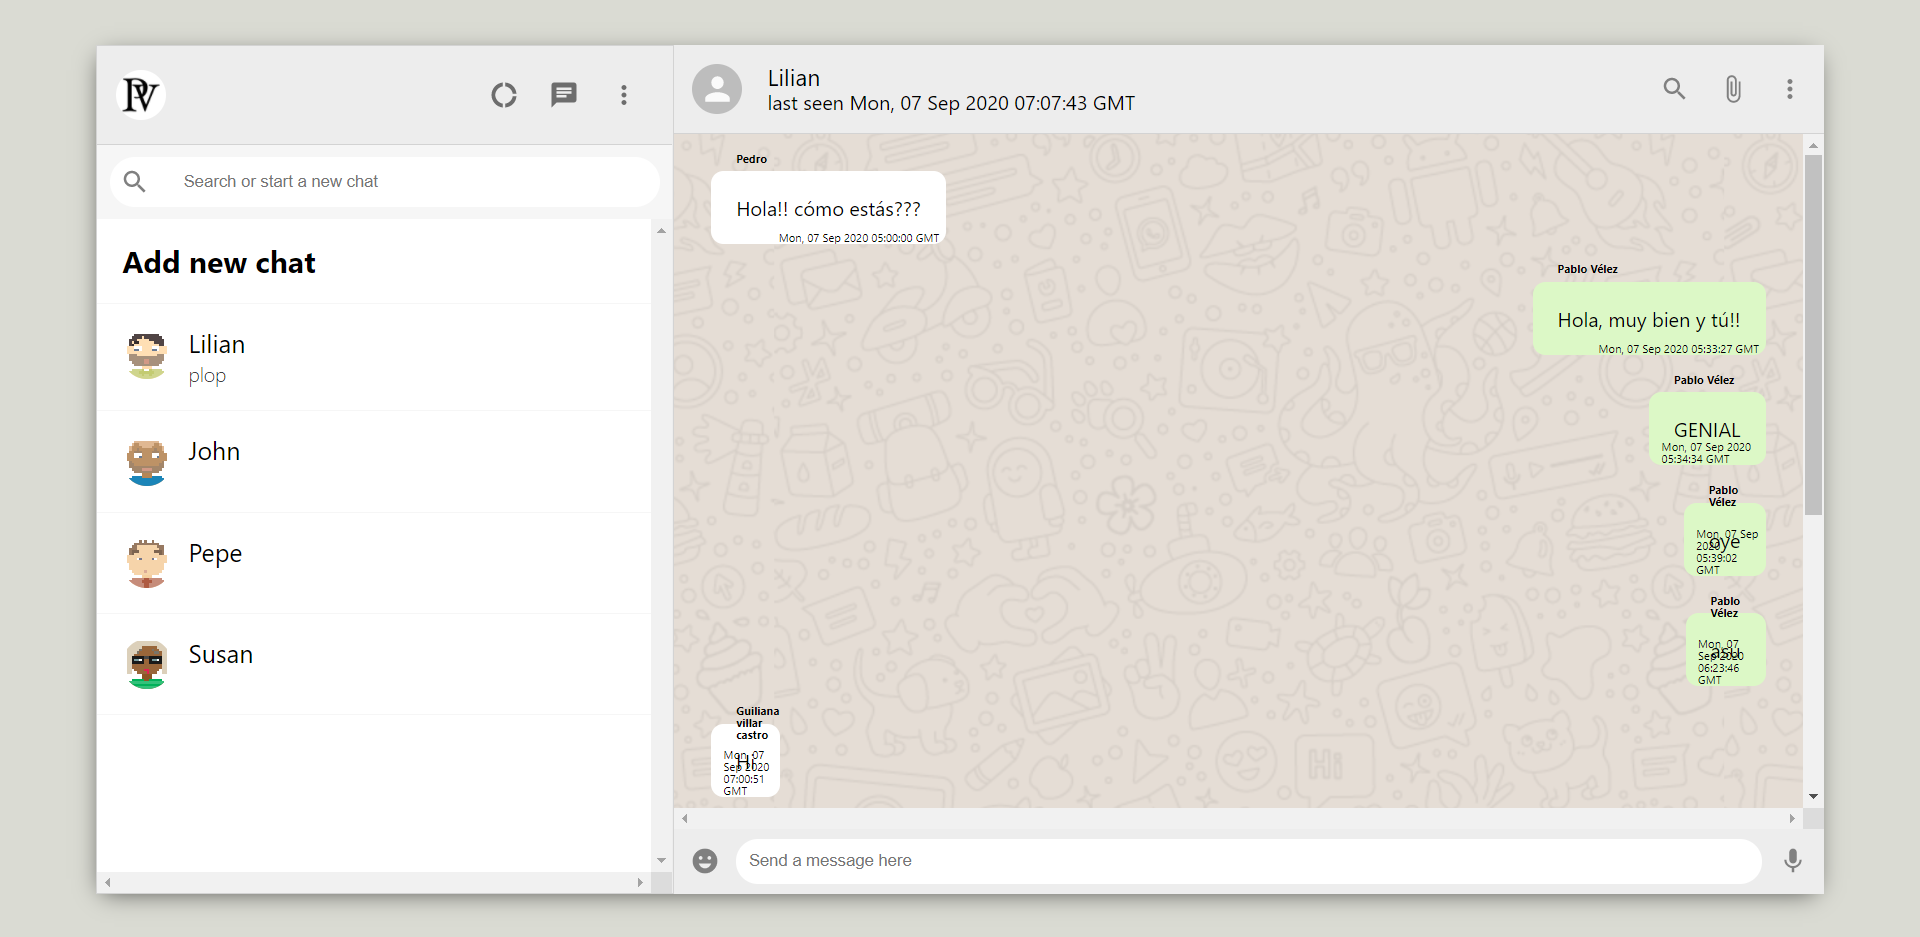 PV
Search or start a new chat
Add new chat
Lilian
plop
John
Pepe
Susan
Lilian
last seen Mon, 07 Sep 2020 07:07:43 GMT
Pedro
Hola!! cómo estás???
Mon, 07 Sep 2020 05:00:00 GMT
Pablo Vélez
Hola, muy bien y tú!!
Mon, 07 Sep 2020 05:33:27 GMT
Pablo Vélez
GENIAL
Mon, 07 Sep 2020
05:34:34 GMT
Pablo
Vélez
oye
Mon, 07 Sep
2020
05:39:02
GMT
Pablo
Vélez
asu
Mon, 07
Sep 2020
06:23:46
GMT
Guiliana
villar
castro
Hi
Mon, 07
Sep 2020
07:00:51
GMT
Hi
Send a message here